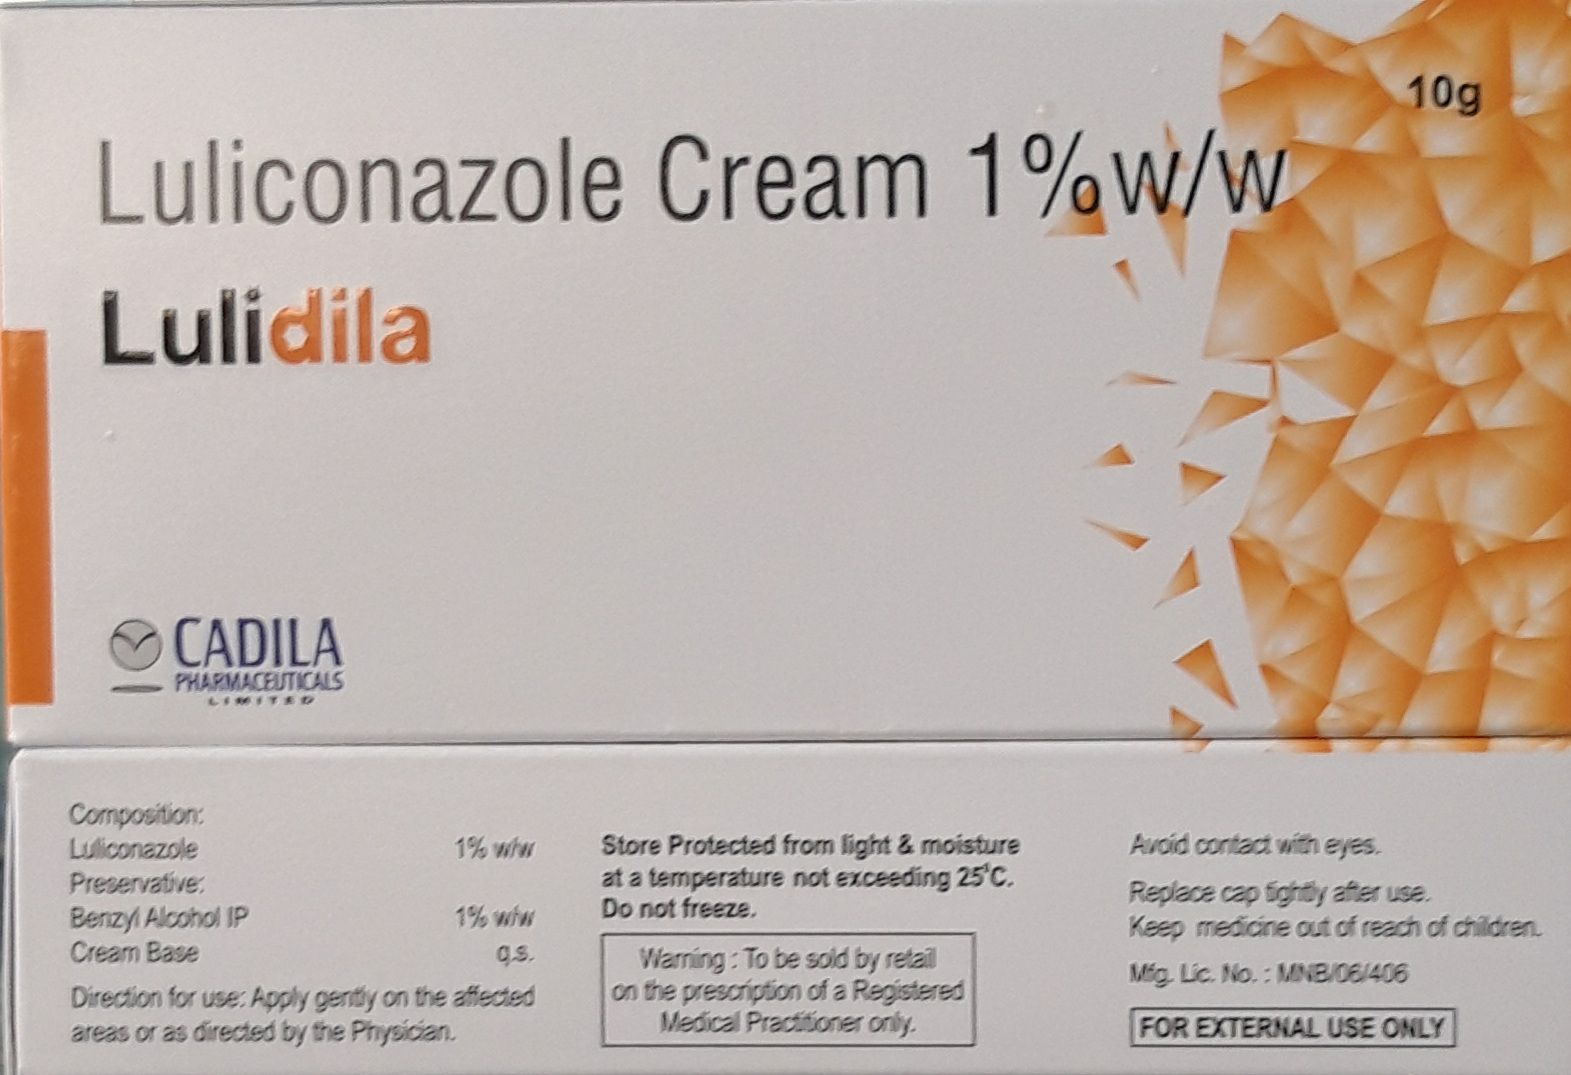 10g
Luliconazole Cream 1%w/w
Lulidila
CADILA
PHARMACEUTICALS
LIMITED
Composition:
Luliconazole 1% w/w
Preservative:
Benzyl Alcohol IP 1% w/w
Cream Base q.s.
Direction for use: Apply gently on the affected
areas or as directed by the Physician.
Store Protected from light & moisture
at a temperature not exceeding 25°C.
Do not freeze.
Warning : To be sold by retail
on the prescription of a Registered
Medical Practitioner only.
Avoid contact with eyes.
Replace cap tightly after use.
Keep medicine out of reach of children.
Mfg. Lic. No. : MNB/06/406
FOR EXTERNAL USE ONLY